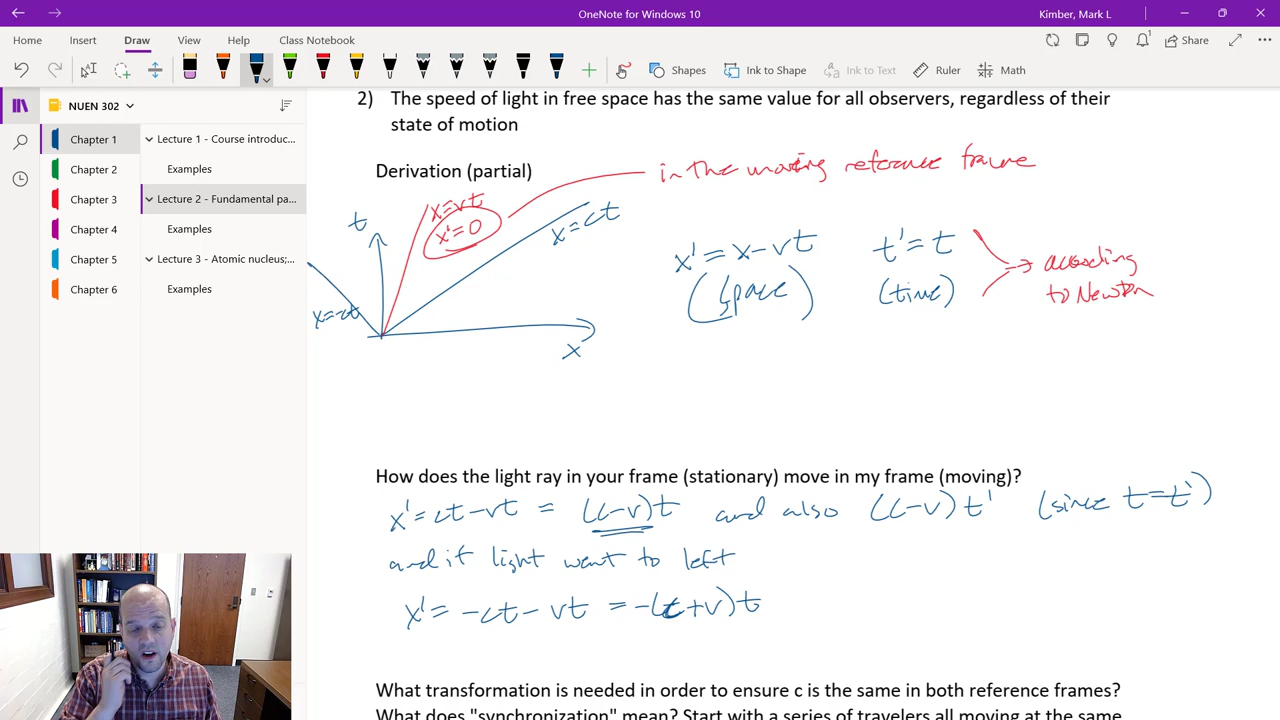 OneNote for Windows 10
Kimber, Mark L
Home Insert Draw View Help Class Notebook
Share
Shapes Ink to Shape Ink to Text Ruler Math
NUEN 302
Chapter 1
Chapter 2
Chapter 3
Chapter 4
Chapter 5
Chapter 6
Lecture 1 - Course introduc...
Examples
Lecture 2 - Fundamental pa...
Examples
Lecture 3 - Atomic nucleus;...
Examples
2) The speed of light in free space has the same value for all observers, regardless of their
state of motion
Derivation (partial)
in the moving reference frame
t
x=vt
x'=0
x=ct
x=-ct
x
x'=x-vt t'=t
(space) (time)
according
to Newton
How does the light ray in your frame (stationary) move in my frame (moving)?
x'=ct-vt = (c-v)t and also (c-v)t' (since t=t')
and if light went to left
x'= -ct - vt = -(c+v)t
What transformation is needed in order to ensure c is the same in both reference frames?
What does "synchronization" mean? Start with a series of travelers all moving at the same